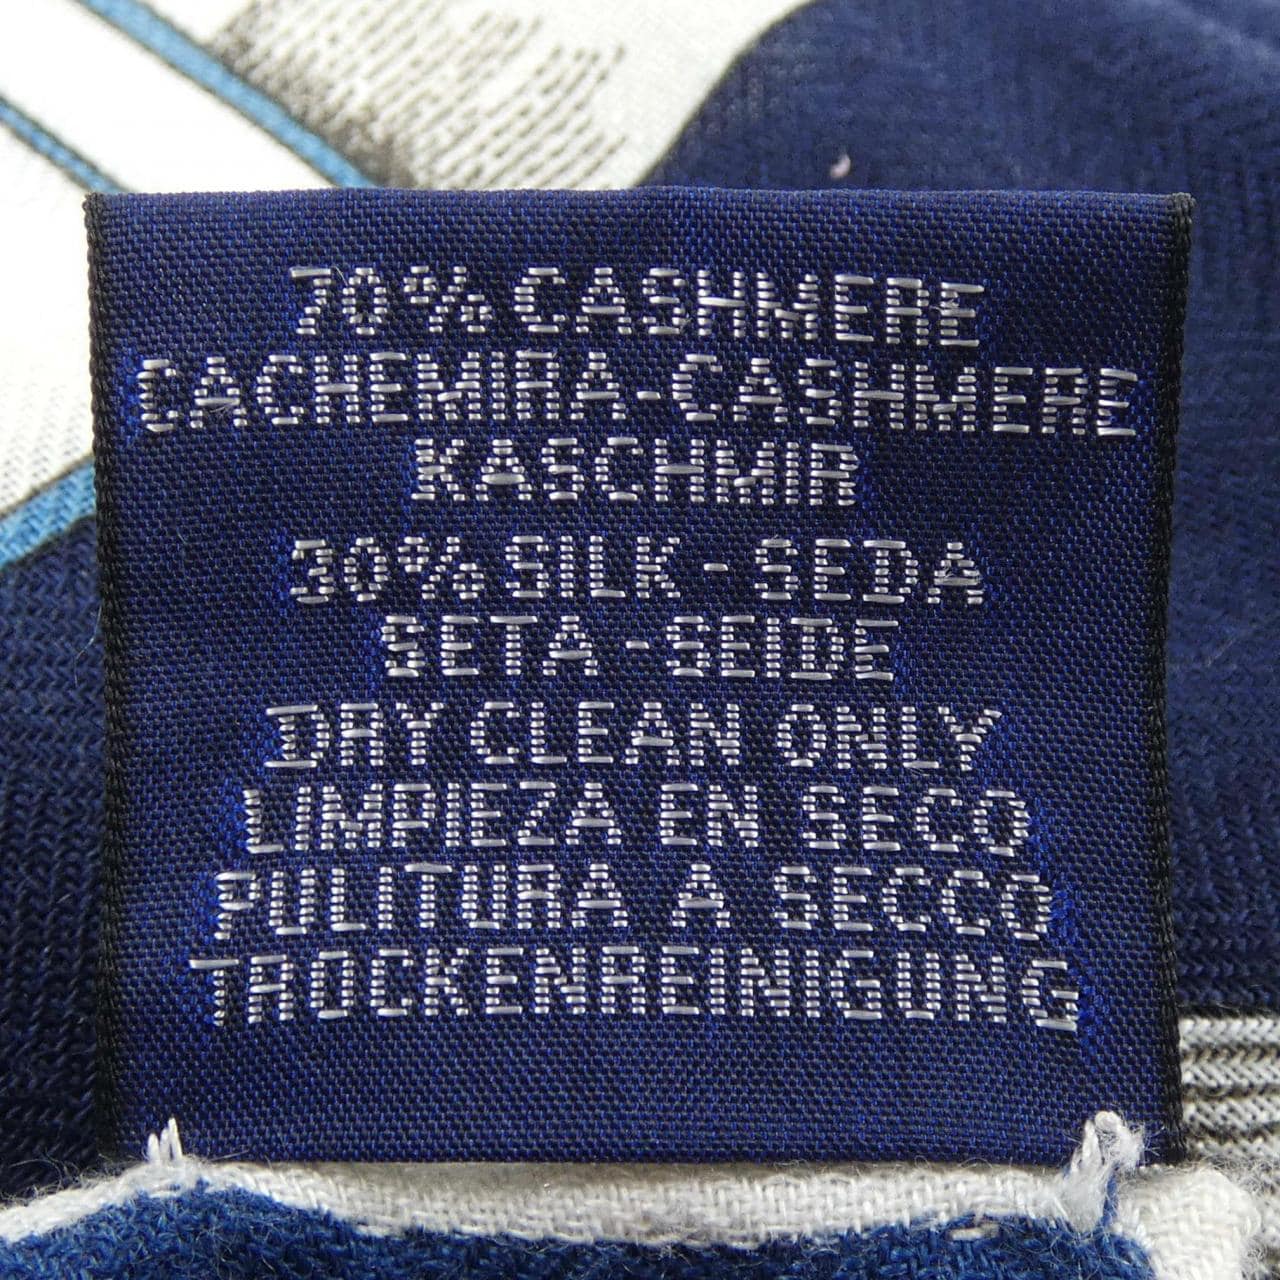 70% CASHMERE
CACHEMIRA-CASHMERE
KASCHMIR
30% SILK - SEDA
SETA - SEIDE
DRY CLEAN ONLY
LIMPIEZA EN SECO
PULITURA A SECCO
TROCKENREINIGUNG